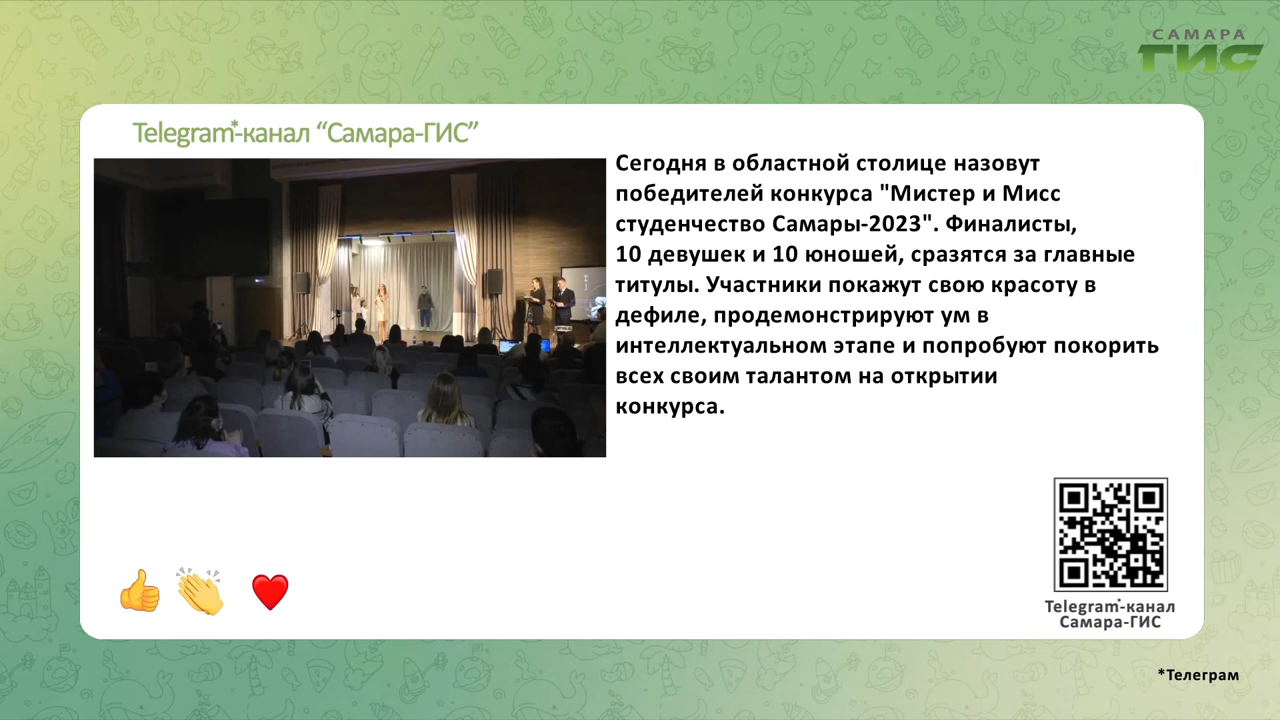 САМАРА
ГИС
Telegram*-канал “Самара-ГИС”
Сегодня в областной столице назовут
победителей конкурса "Мистер и Мисс
студенчество Самары-2023". Финалисты,
10 девушек и 10 юношей, сразятся за главные
титулы. Участники покажут свою красоту в
дефиле, продемонстрируют ум в
интеллектуальном этапе и попробуют покорить
всех своим талантом на открытии
конкурса.
Telegram*-канал
Самара-ГИС
*Телеграм